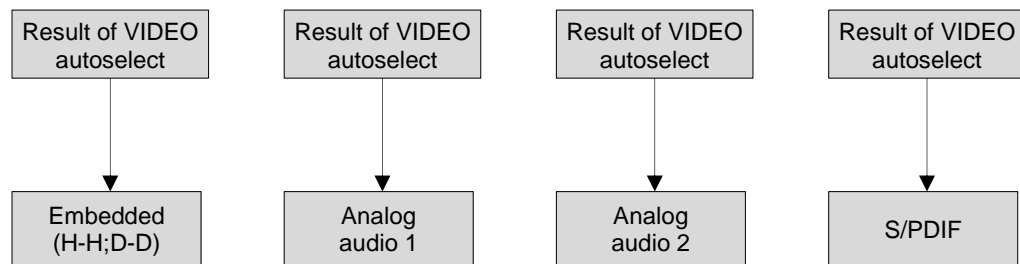 Result of VIDEO
autoselect
Result of VIDEO
autoselect
Result of VIDEO
autoselect
Result of VIDEO
autoselect
Embedded
(H-H;D-D)
Analog
audio 1
Analog
audio 2
S/PDIF